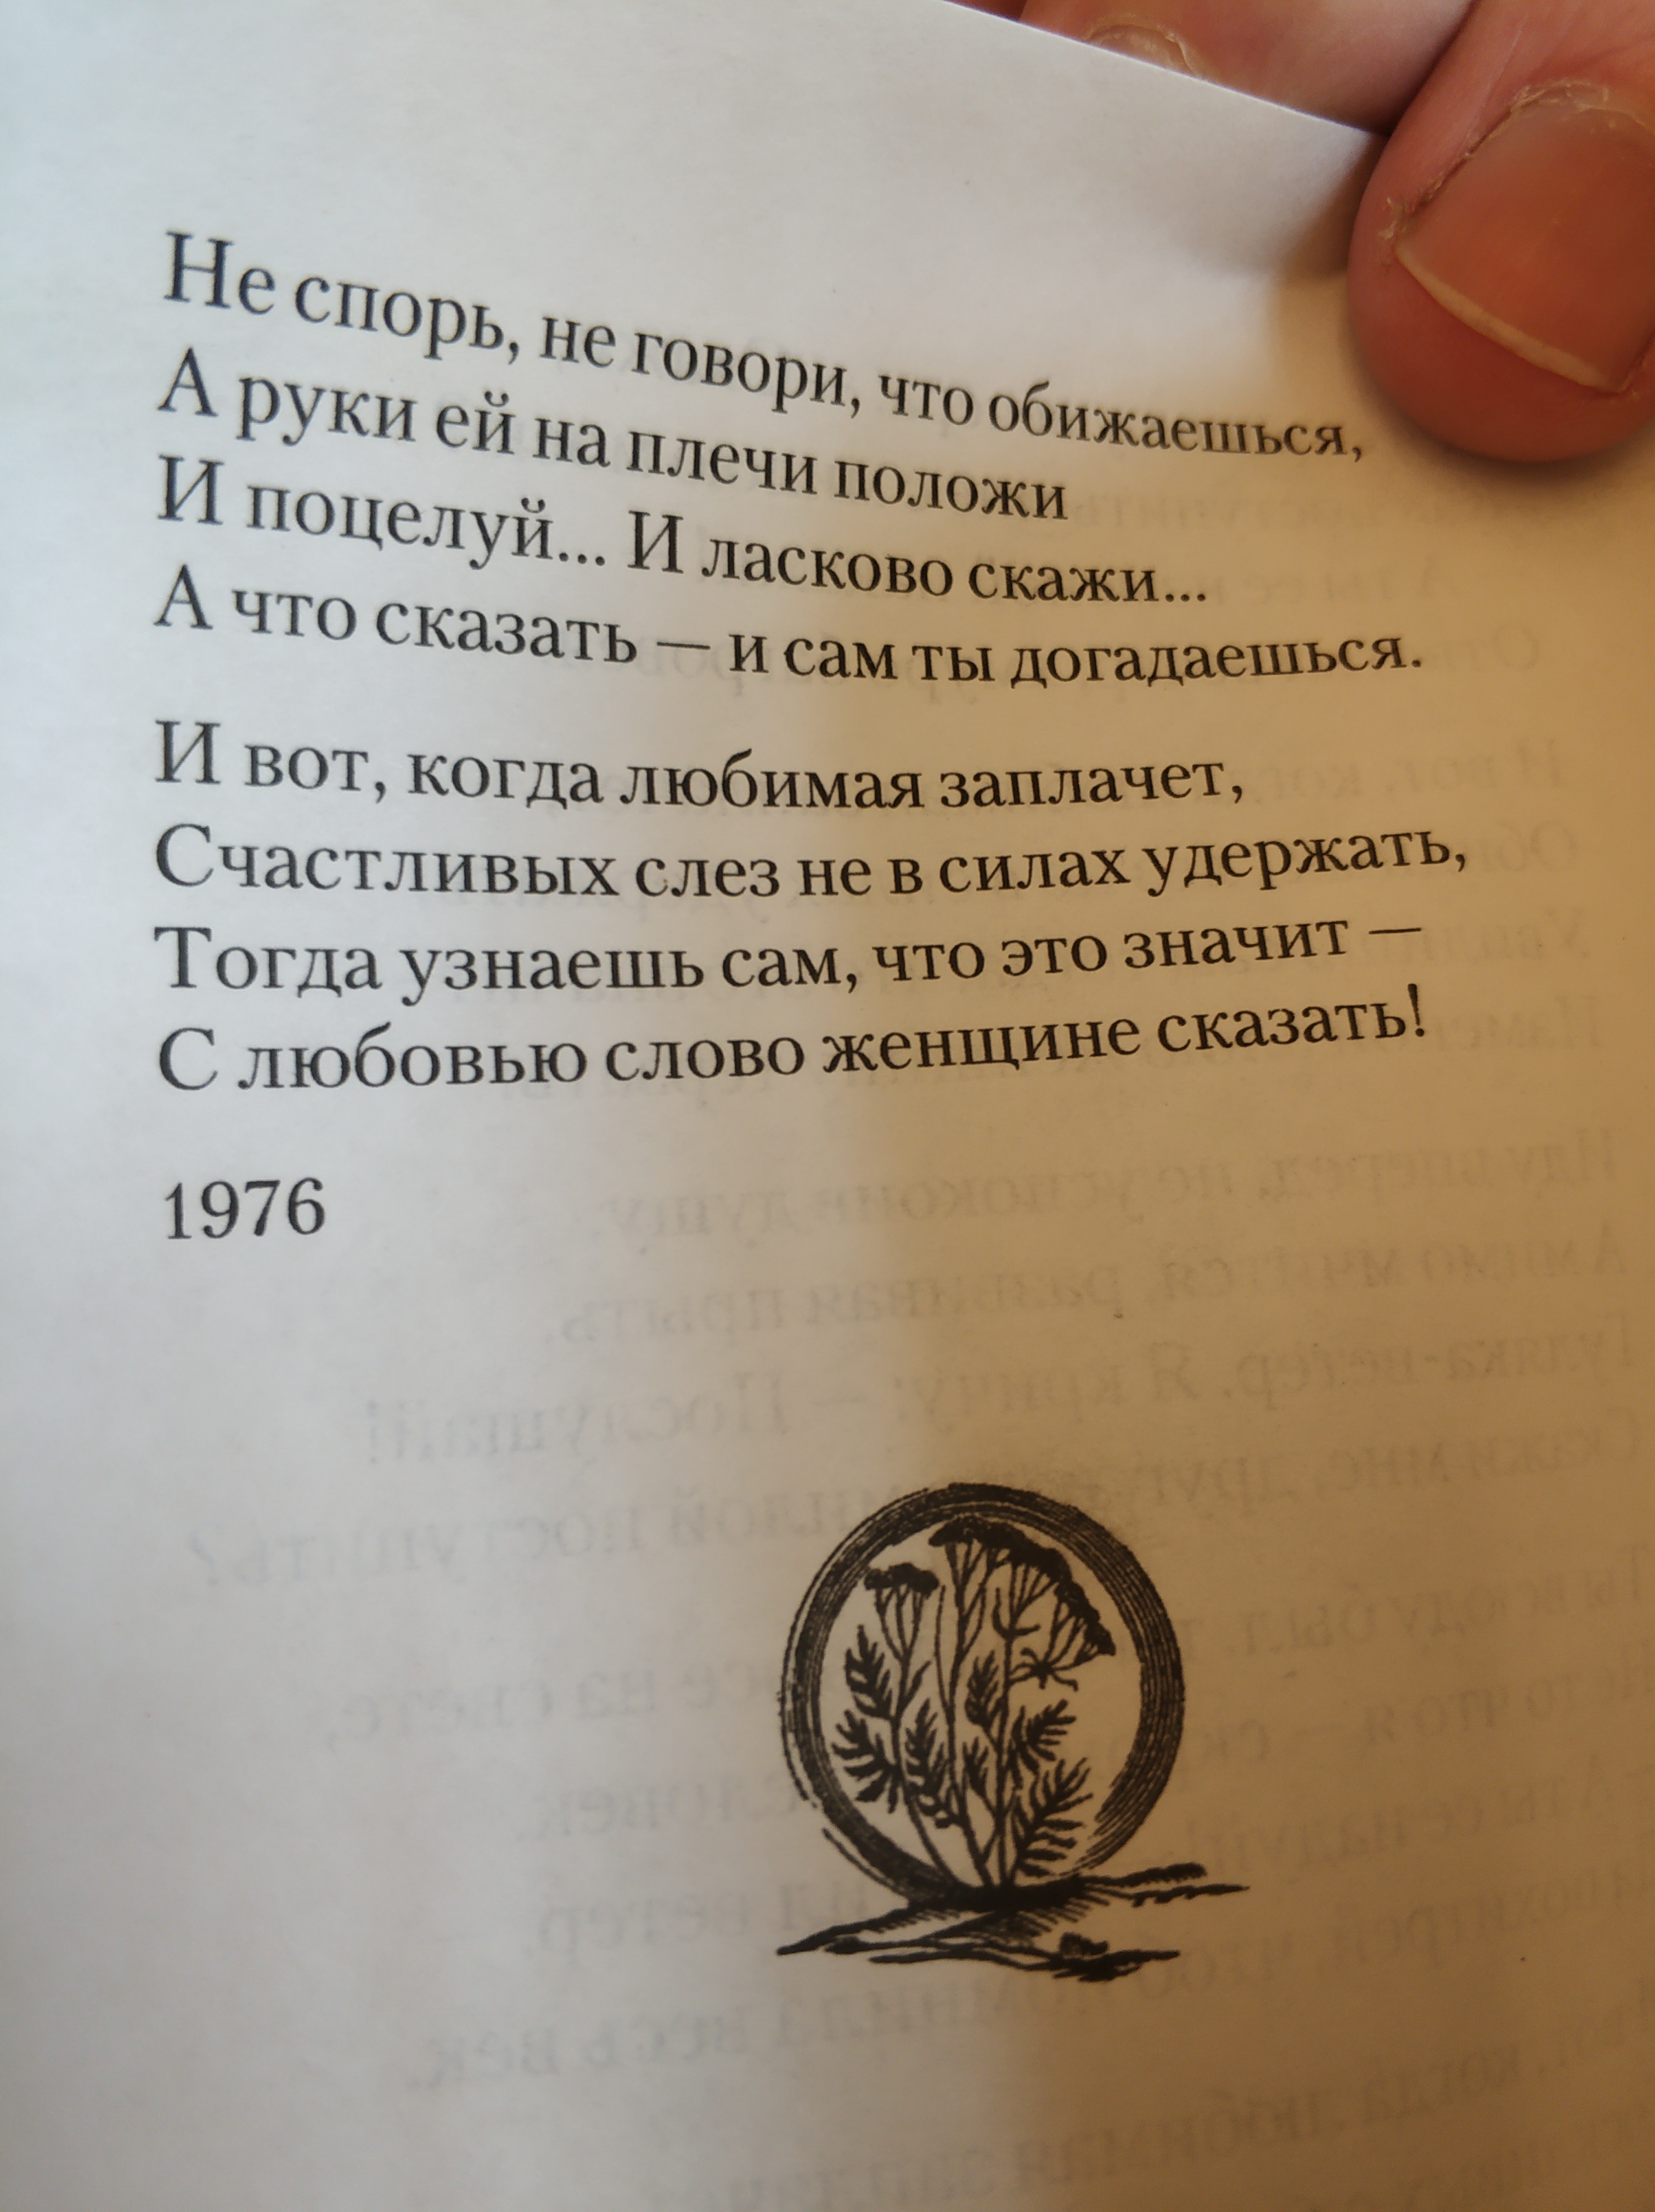 Не спорь, не говори, что обижаешься,
А руки ей на плечи положи
И поцелуй... И ласково скажи...
А что сказать — и сам ты догадаешься.
И вот, когда любимая заплачет,
Счастливых слез не в силах удержать,
Тогда узнаешь сам, что это значит —
С любовью слово женщине сказать!
1976